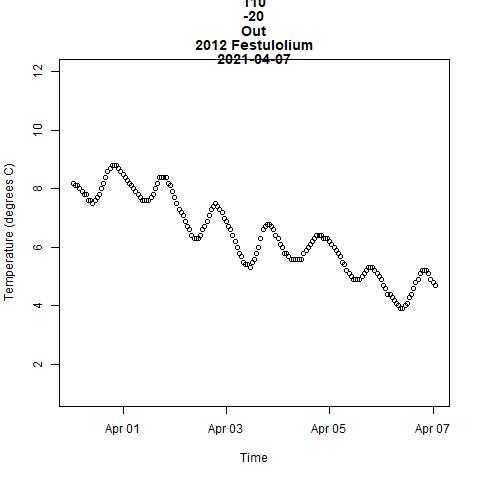 T10
-20
Out
2012 Festulolium
2021-04-07
Temperature (degrees C)
12
10
8
6
4
2
Apr 01 Apr 03 Apr 05 Apr 07
Time